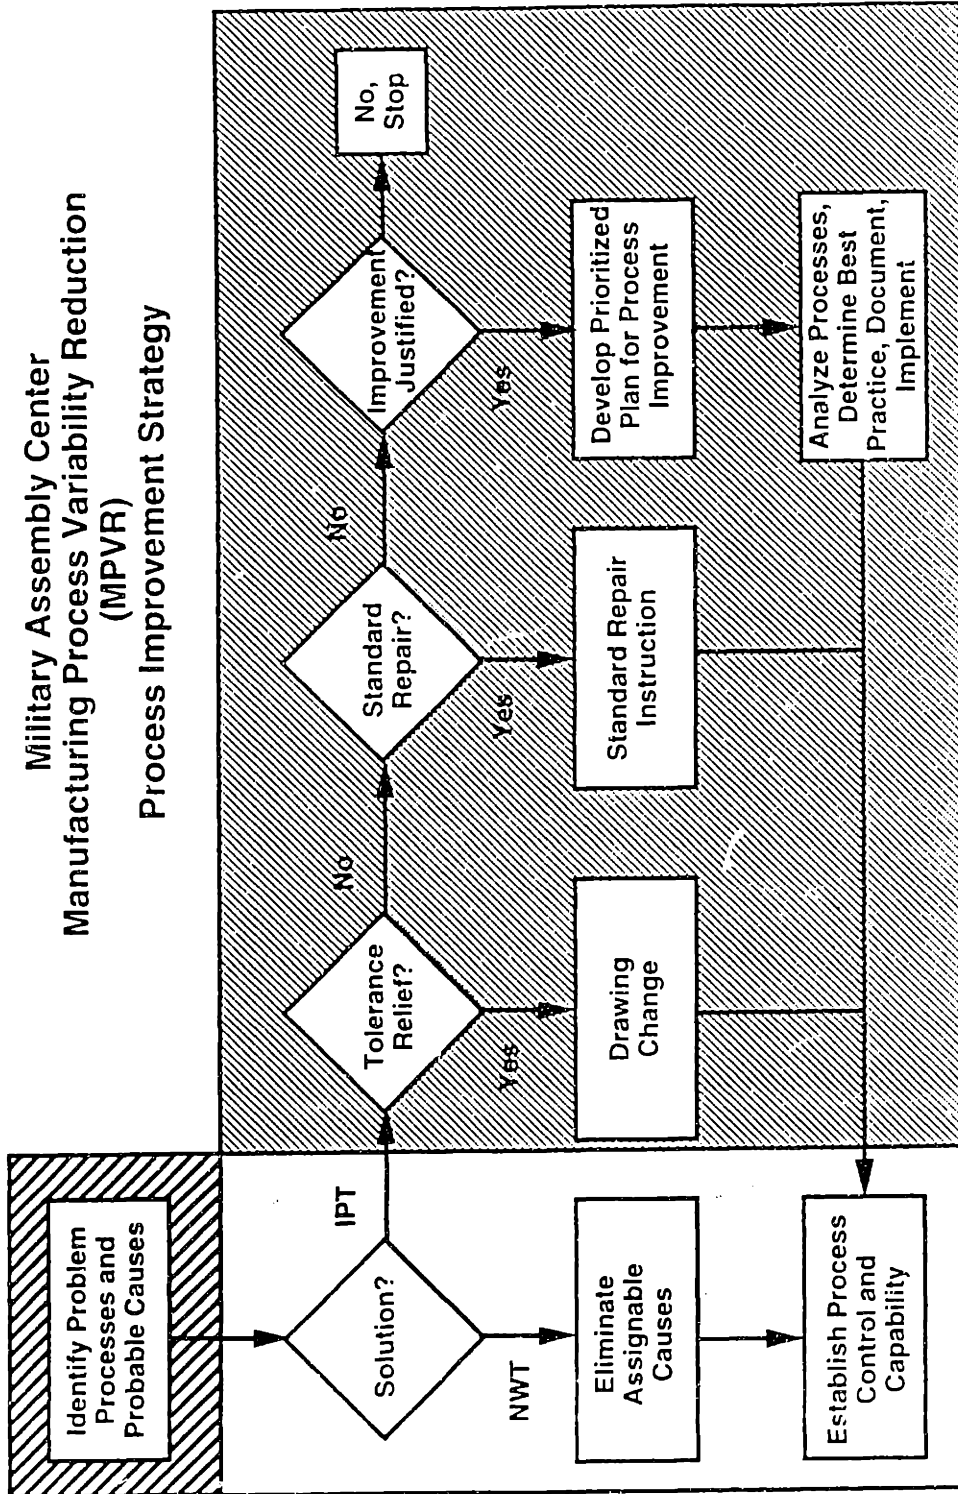 Military Assembly Center
Manufacturing Process Variability Reduction
(MPVR)
Process Improvement Strategy
Identify Problem
Processes and
Probable Causes
Solution?
IPT
NWT
Eliminate
Assignable
Causes
Establish Process
Control and
Capability
Tolerance
Relief?
No
Yes
Drawing
Change
Standard
Repair?
No
Yes
Standard Repair
Instruction
Improvement
Justified?
No,
Stop
Yes
Develop Prioritized
Plan for Process
Improvement
Analyze Processes,
Determine Best
Practice, Document,
Implement